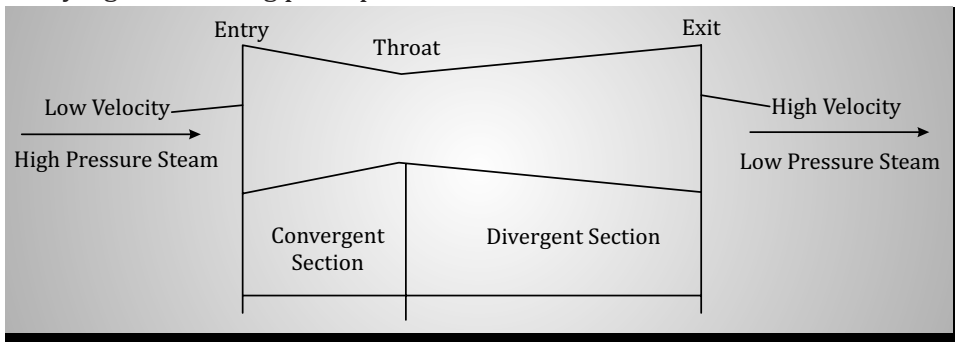 Entry
Throat
Exit
Low Velocity
High Velocity
High Pressure Steam
Low Pressure Steam
Convergent
Section
Divergent Section